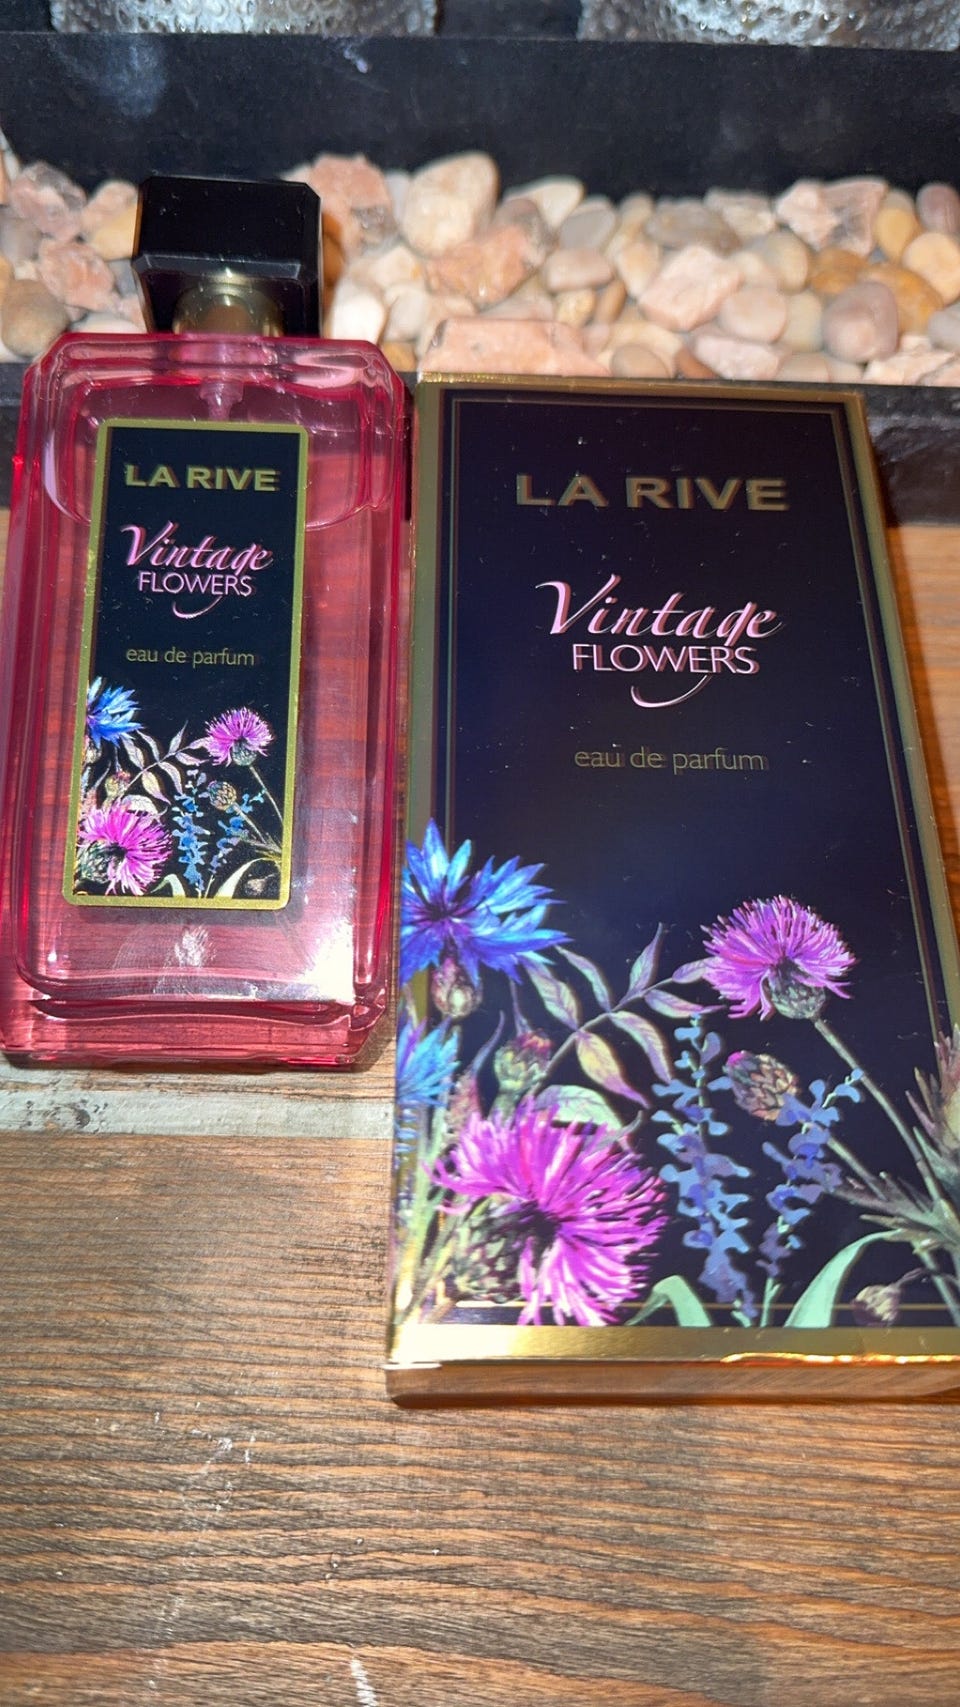 LA RIVE
Vintage
FLOWERS
eau de parfum
LA RIVE
Vintage
FLOWERS
eau de parfum